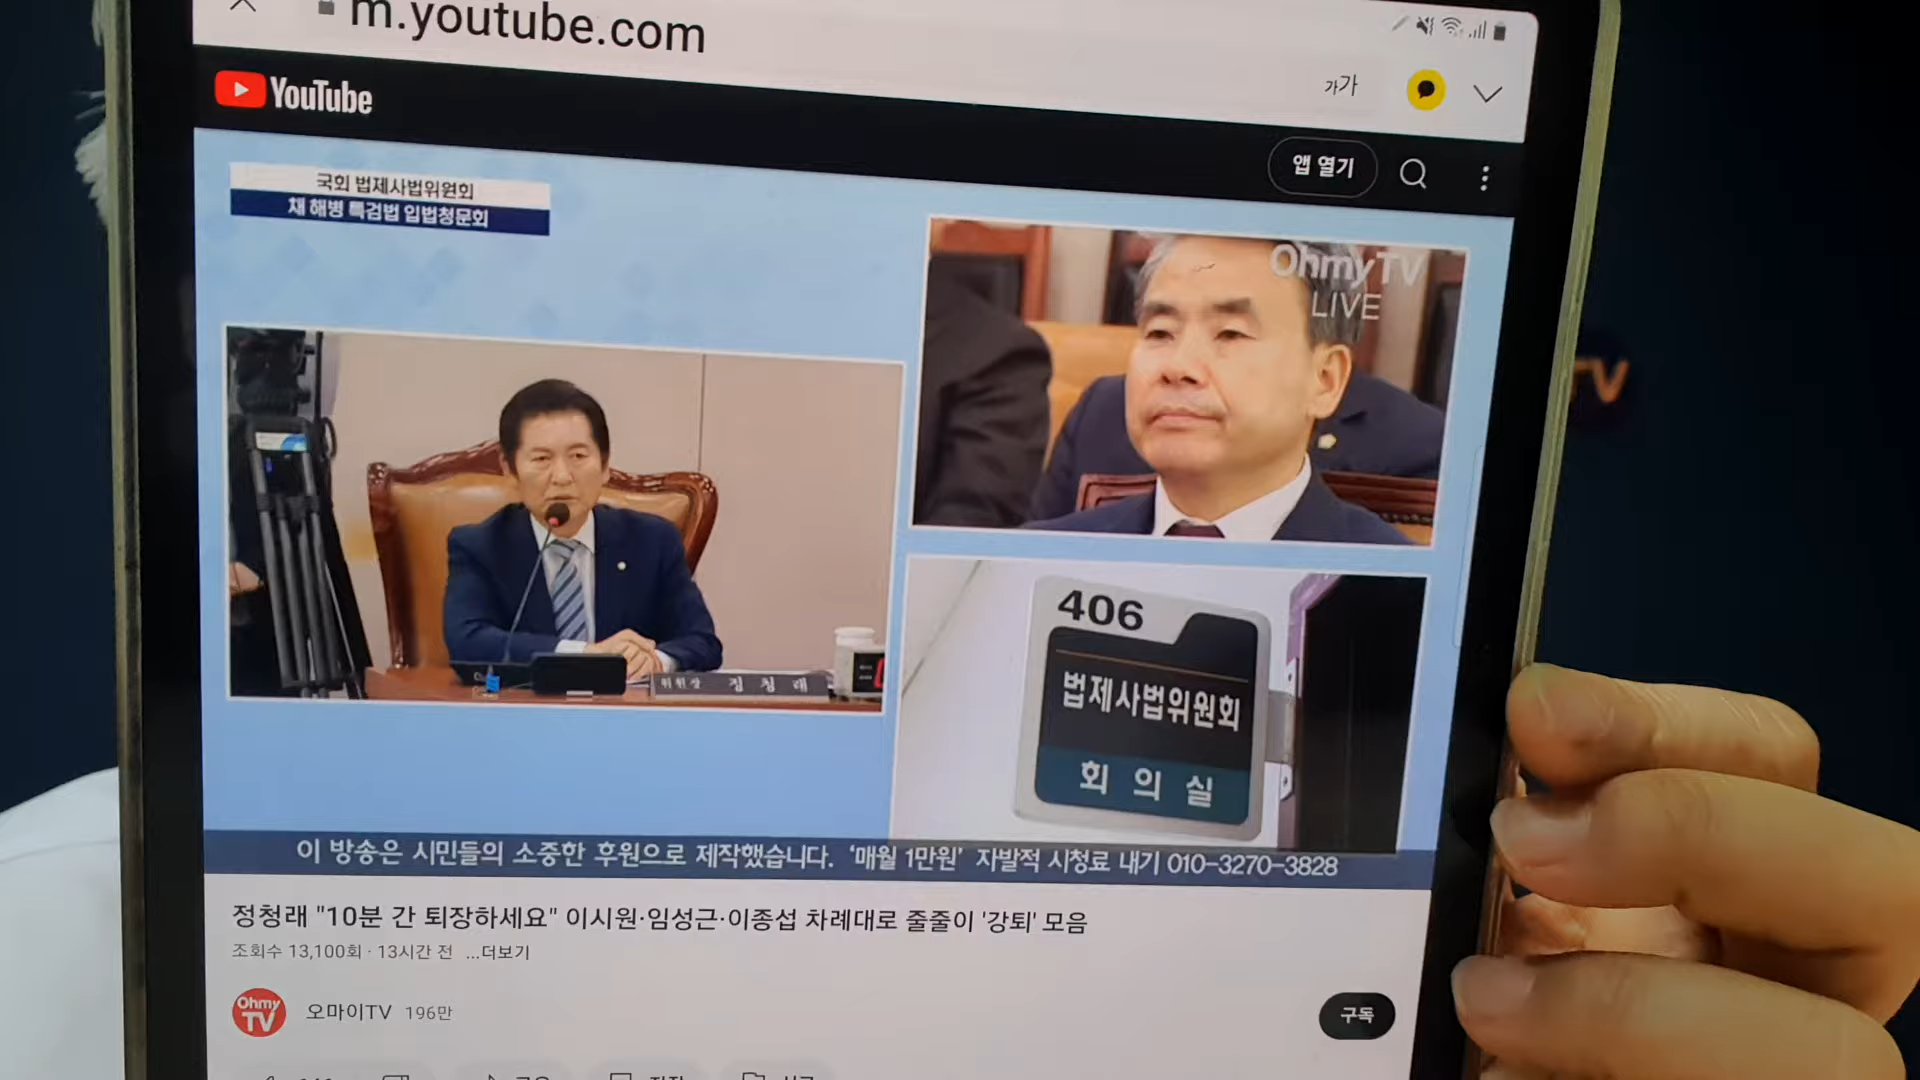 m.youtube.com
가가
YouTube
앱 열기
국회 법제사법위원회
채 해병 특검법 입법청문회
OhmyTV
LIVE
TV
위원장 정청래
406
법제사법위원회
회의실
이 방송은 시민들의 소중한 후원으로 제작했습니다. ‘매월 1만원’ 자발적 시청료 내기 010-3270-3828
정청래 "10분 간 퇴장하세요" 이시원·임성근·이종섭 차례대로 줄줄이 '강퇴' 모음
조회수 13,100회 · 13시간 전 ...더보기
Ohmy
TV
오마이TV 196만
구독